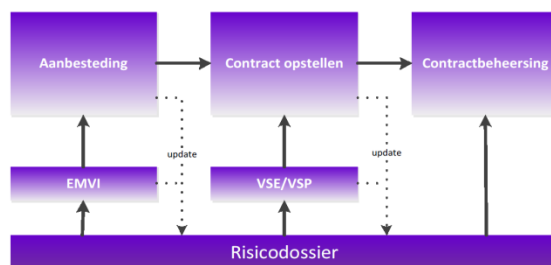 Aanbesteding
Contract opstellen
Contractbeheersing
update
update
EMVI
VSE/VSP
Risicodossier